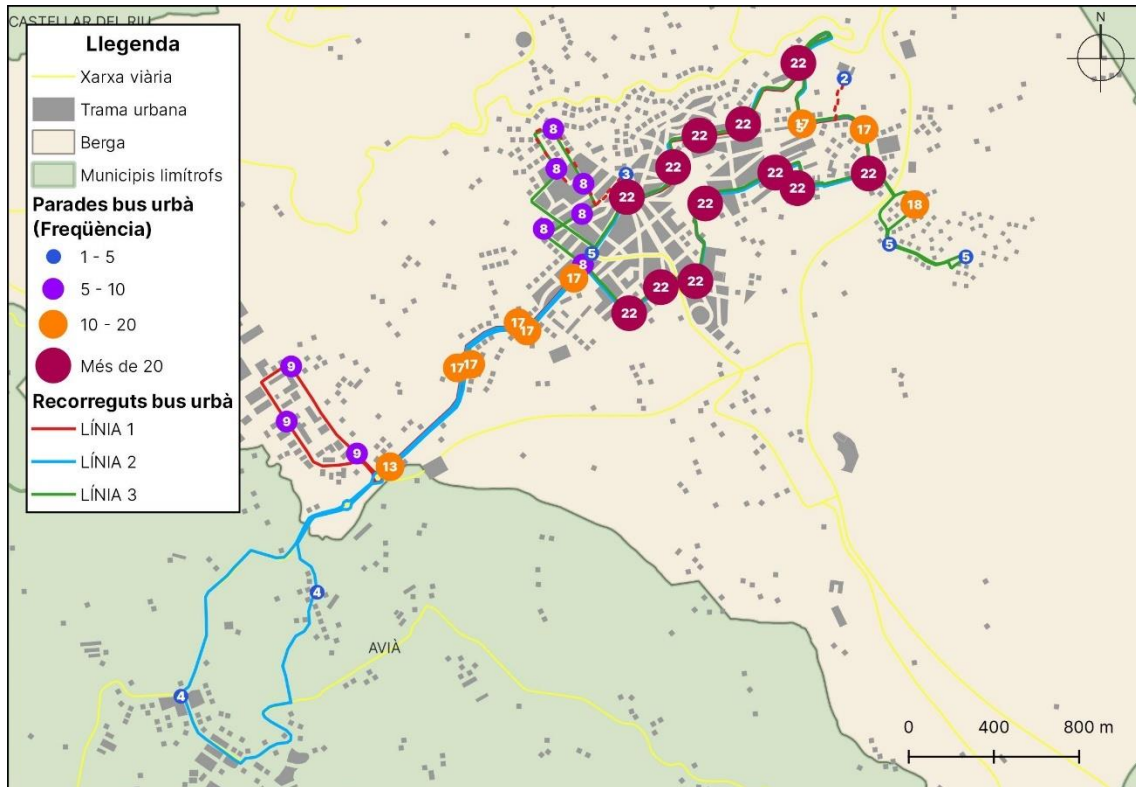 CASTELLAR DEL RIU
Llegenda
Xarxa viària
Trama urbana
Berga
Municipis limítrofs
Parades bus urbà
(Freqüència)
1 - 5
5 - 10
10 - 20
Més de 20
Recorreguts bus urbà
LÍNIA 1
LÍNIA 2
LÍNIA 3
N
22
2
8
22
22
17
17
8
3
22
22
22
8
22
22
8
22
18
8
5
5
5
8
17
22
22
22
17
17
17
17
9
9
9
13
4
AVIÀ
4
0 400 800 m